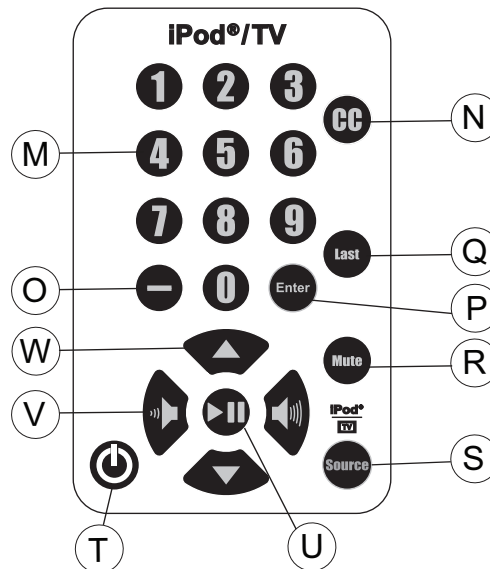 iPod®/TV
1 2 3
CC
N
M
4 5 6
7 8 9
Last
Q
O
0
Enter
P
W
Mute
R
V
iPod®
TV
Source
S
T
U